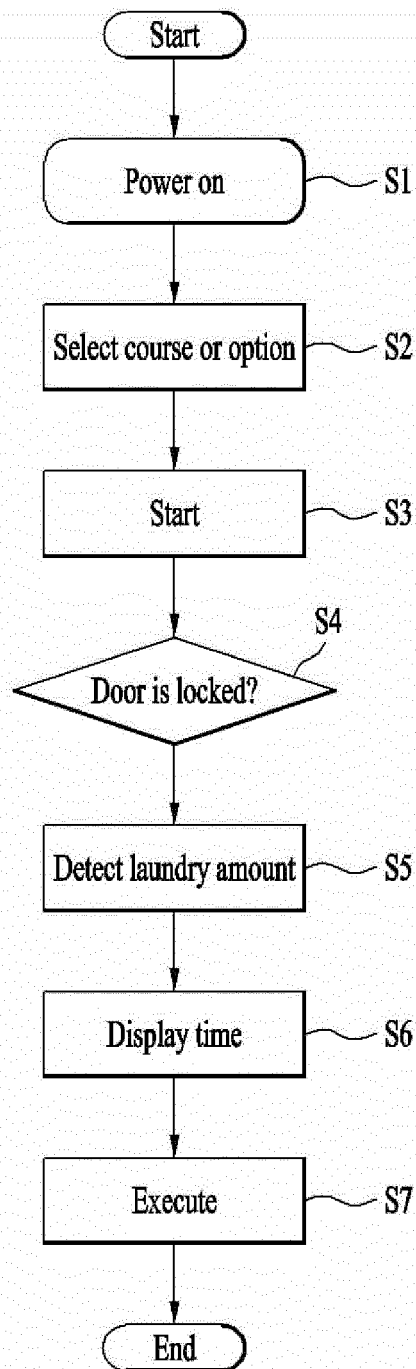 Start
Power on S1
Select course or option S2
Start S3
S4
Door is locked?
Detect laundry amount S5
Display time S6
Execute S7
End